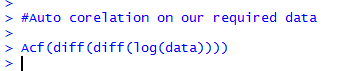 >
> #Auto corelation on our required data
>
> Acf(diff(diff(log(data))))
>